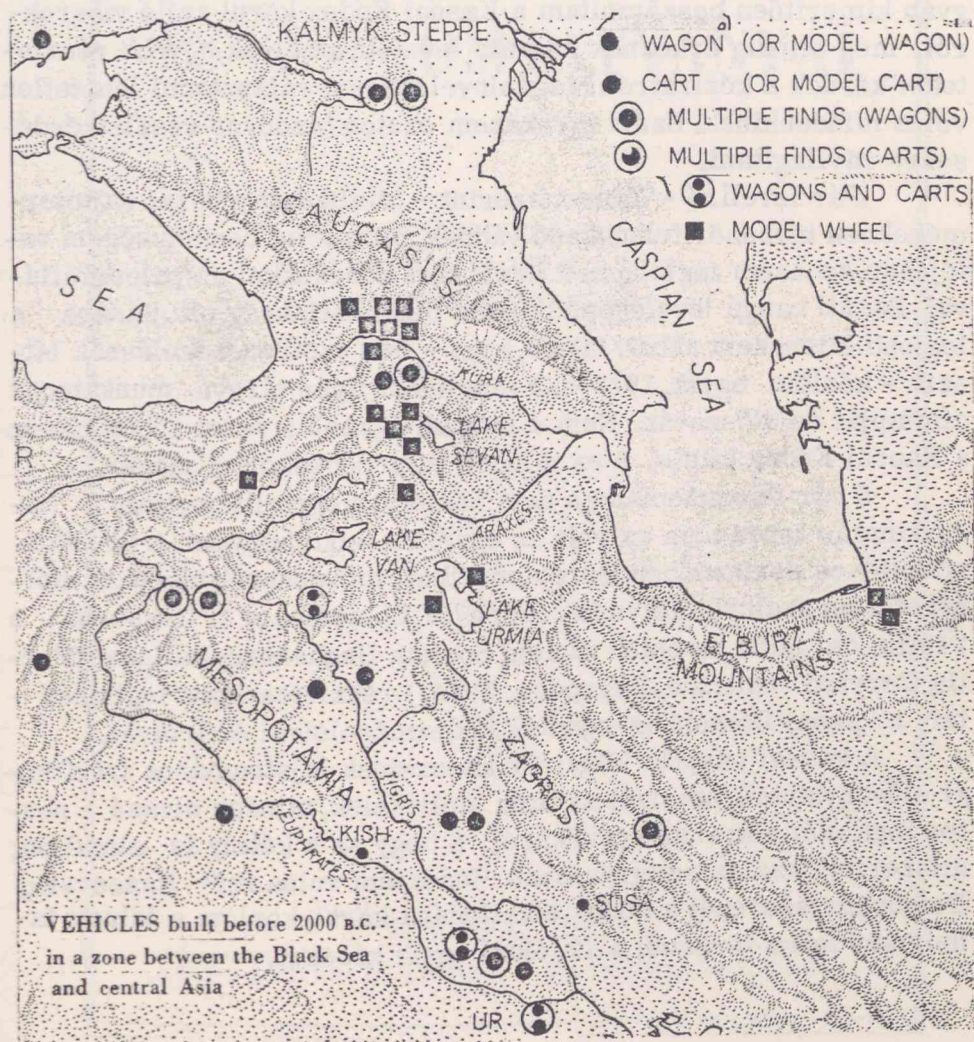 KALMYK STEPPE
WAGON (OR MODEL WAGON)
CART (OR MODEL CART)
MULTIPLE FINDS (WAGONS)
MULTIPLE FINDS (CARTS)
WAGONS AND CARTS
MODEL WHEEL
CAUCASUS
CASPIAN SEA
SEA
KURA
LAKE
SEVAN
R
ARAXES
LAKE
VAN
LAKE
URMIA
ELBURZ
MOUNTAINS
MESOPOTAMIA
ZAGROS
TIGRIS
EUPHRATES
KISH
SUSA
VEHICLES built before 2000 B.C.
in a zone between the Black Sea
and central Asia
UR